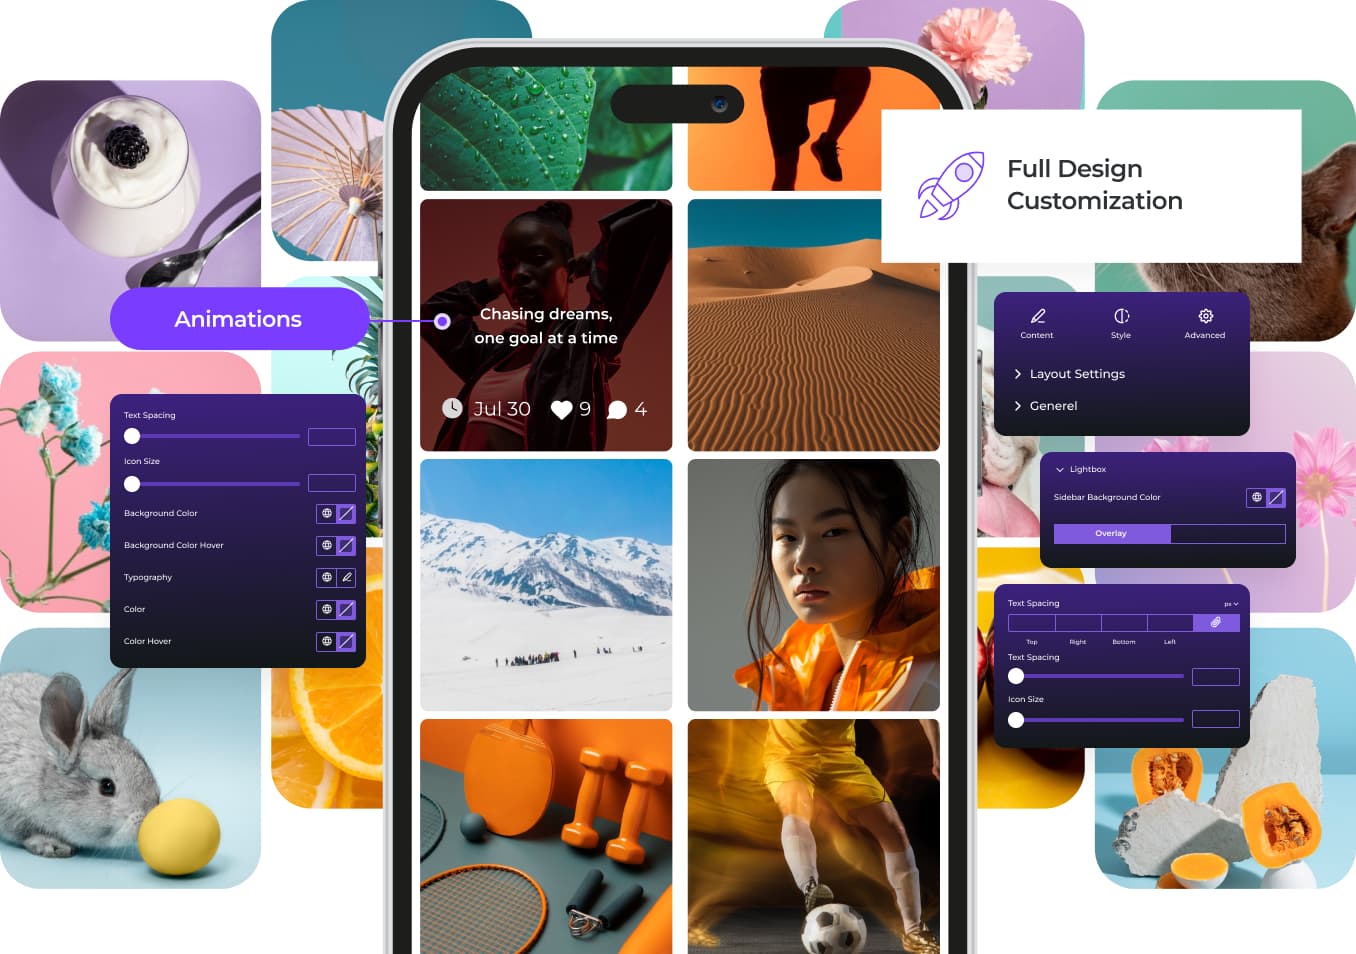 Full Design
Customization
Animations
Chasing dreams,
one goal at a time
Jul 30 9 4
Text Spacing
Icon Size
Background Color
Background Color Hover
Typography
Color
Color Hover
Content Style Advanced
Layout Settings
Generel
Lightbox
Sidebar Background Color
Overlay
Text Spacing px
Top Right Bottom Left
Text Spacing
Icon Size